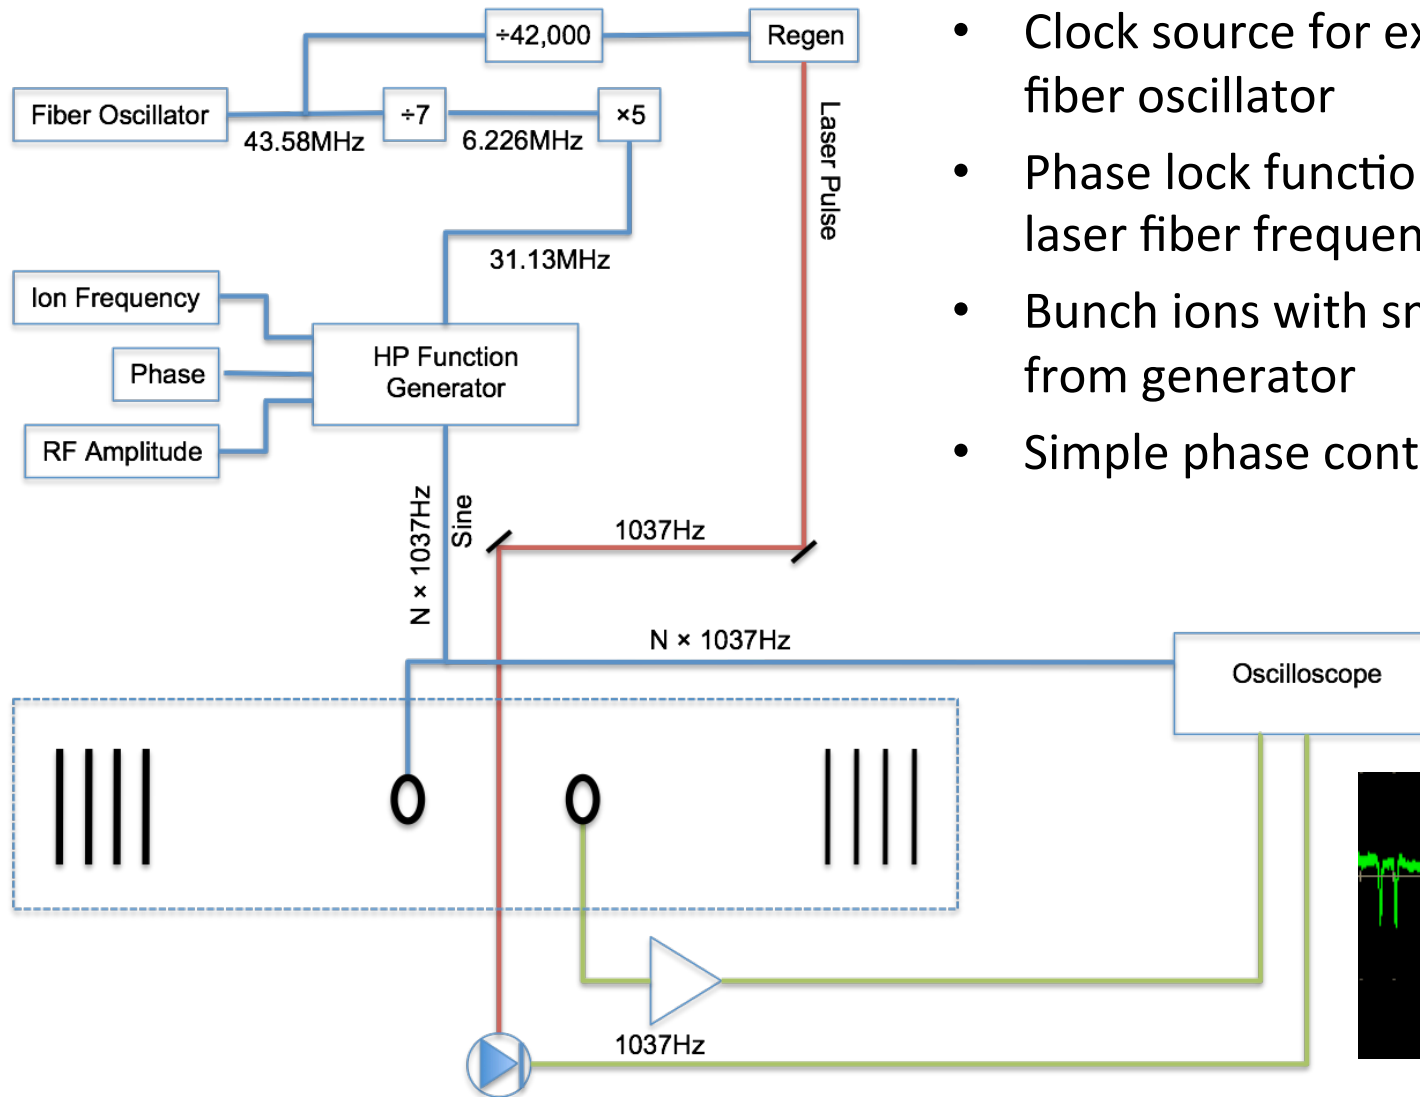 ÷42,000
Regen
Fiber Oscillator
÷7
×5
43.58MHz
6.226MHz
Laser Pulse
31.13MHz
Ion Frequency
Phase
RF Amplitude
HP Function
Generator
N × 1037Hz
Sine
1037Hz
N × 1037Hz
Oscilloscope
1037Hz
• Clock source for
fiber oscillator
• Phase lock functio
laser fiber frequen
• Bunch ions with
from generator
• Simple phase cont